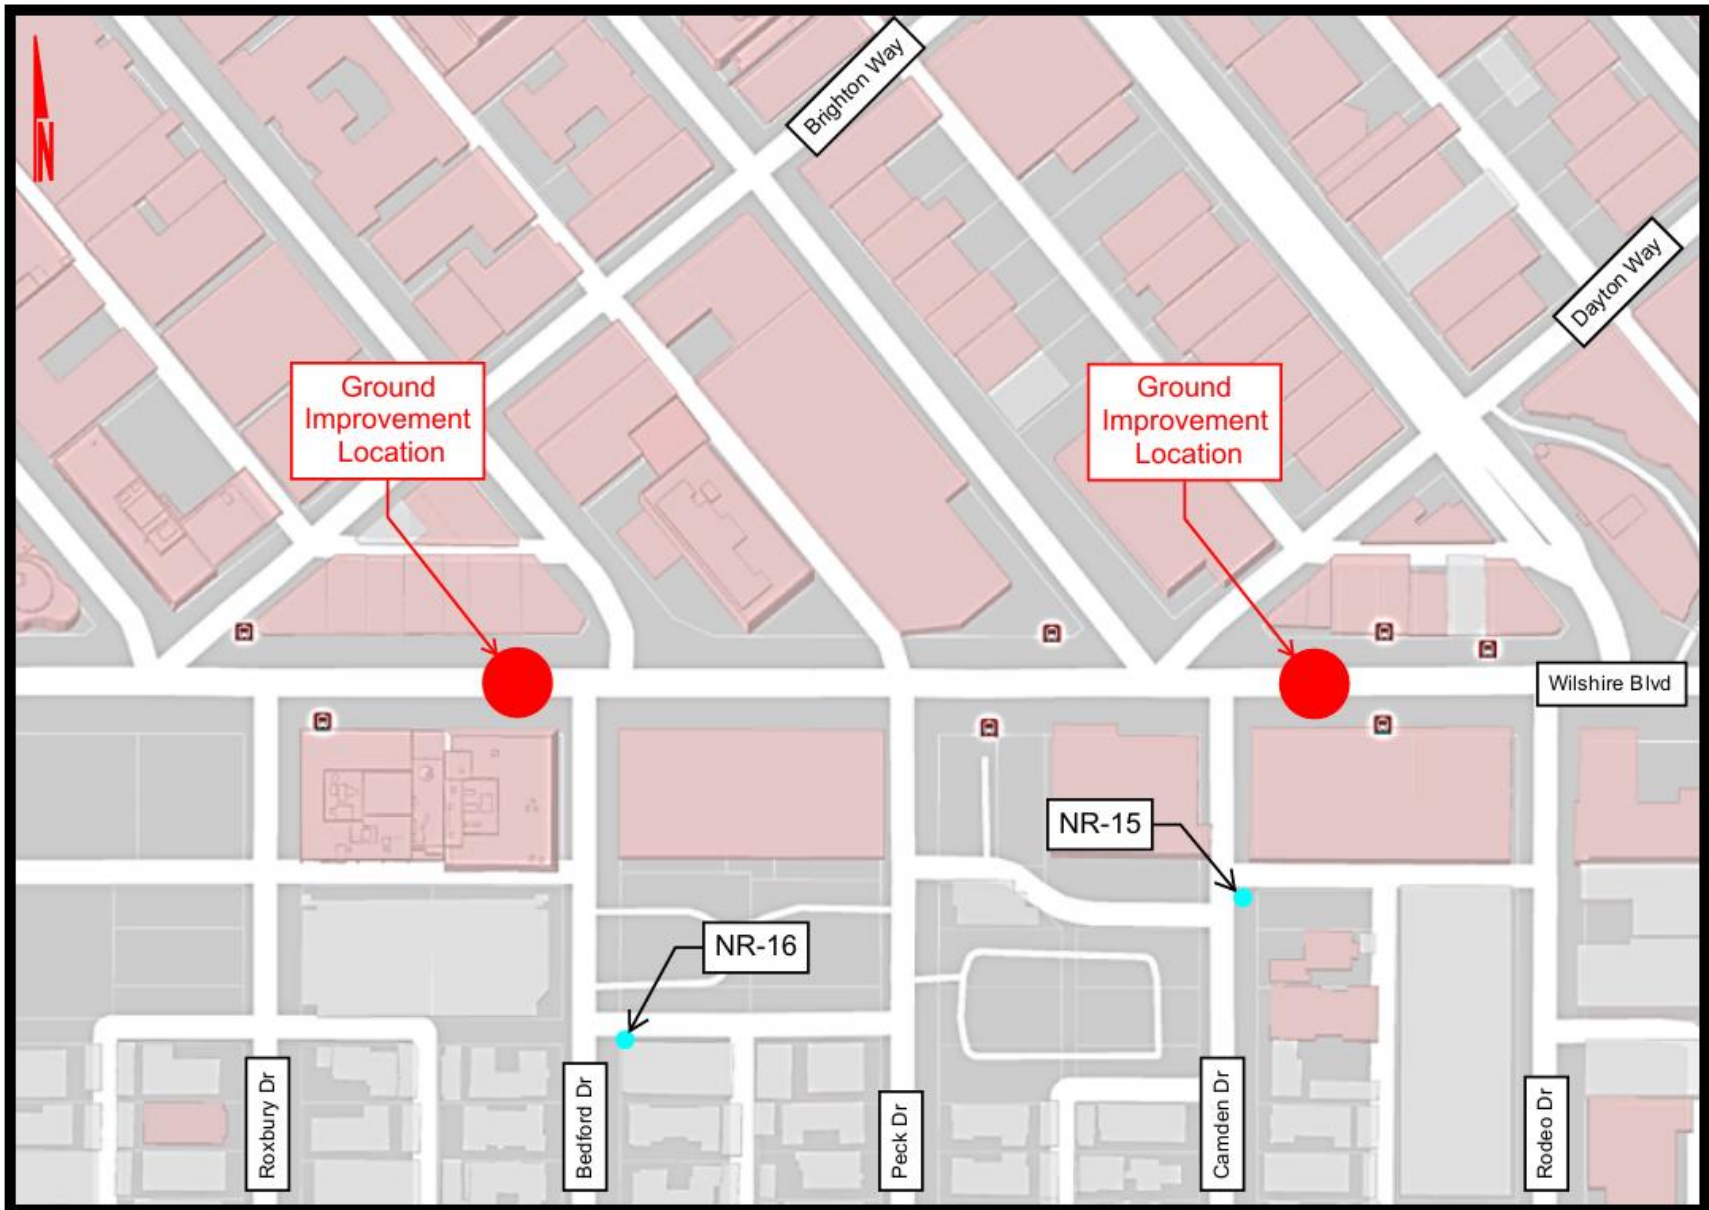 N
Brighton Way
Dayton Way
Ground
Improvement
Location
Ground
Improvement
Location
Wilshire Blvd
NR-15
NR-16
Roxbury Dr
Bedford Dr
Peck Dr
Camden Dr
Rodeo Dr